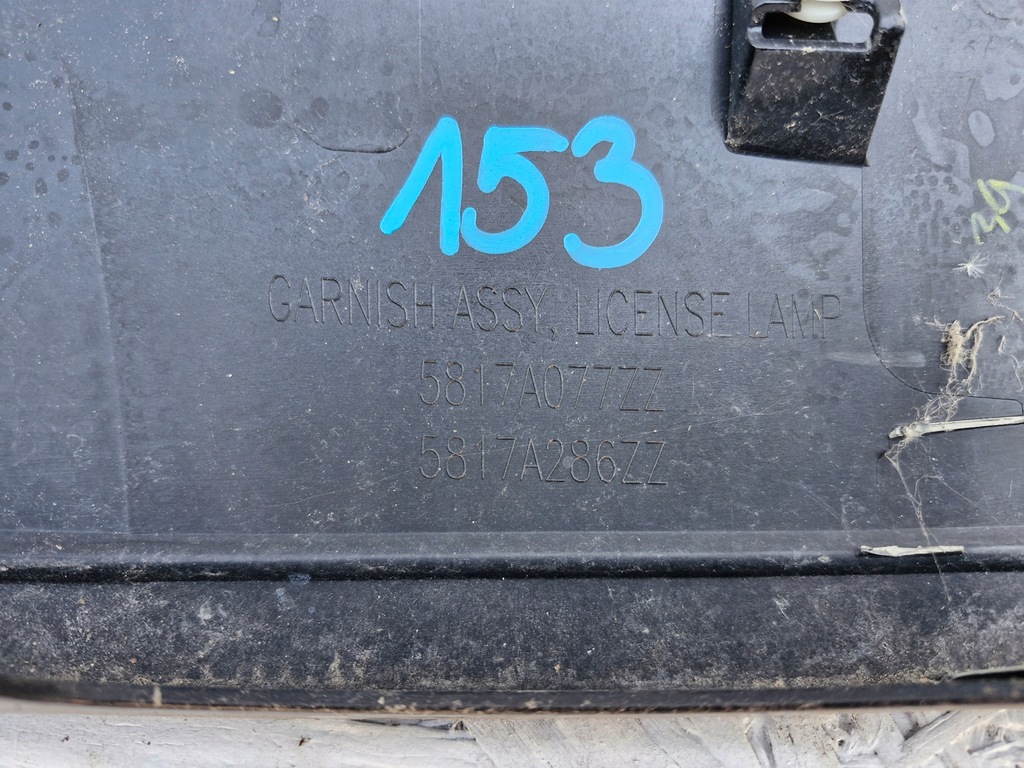 153
GARNISH ASSY, LICENSE LAMP
5817A077ZZ
5817A286ZZ